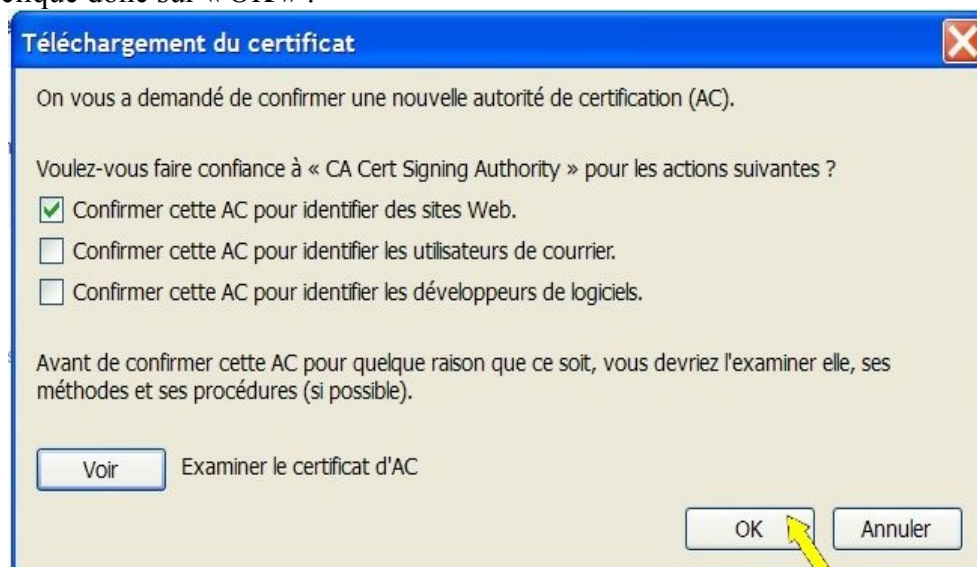 clique donc sur « OK » :
Téléchargement du certificat
On vous a demandé de confirmer une nouvelle autorité de certification (AC).
Voulez-vous faire confiance à « CA Cert Signing Authority » pour les actions suivantes ?
Confirmer cette AC pour identifier des sites Web.
Confirmer cette AC pour identifier les utilisateurs de courrier.
Confirmer cette AC pour identifier les développeurs de logiciels.
Avant de confirmer cette AC pour quelque raison que ce soit, vous devriez l'examiner elle, ses
méthodes et ses procédures (si possible).
Voir Examiner le certificat d'AC
OK Annuler